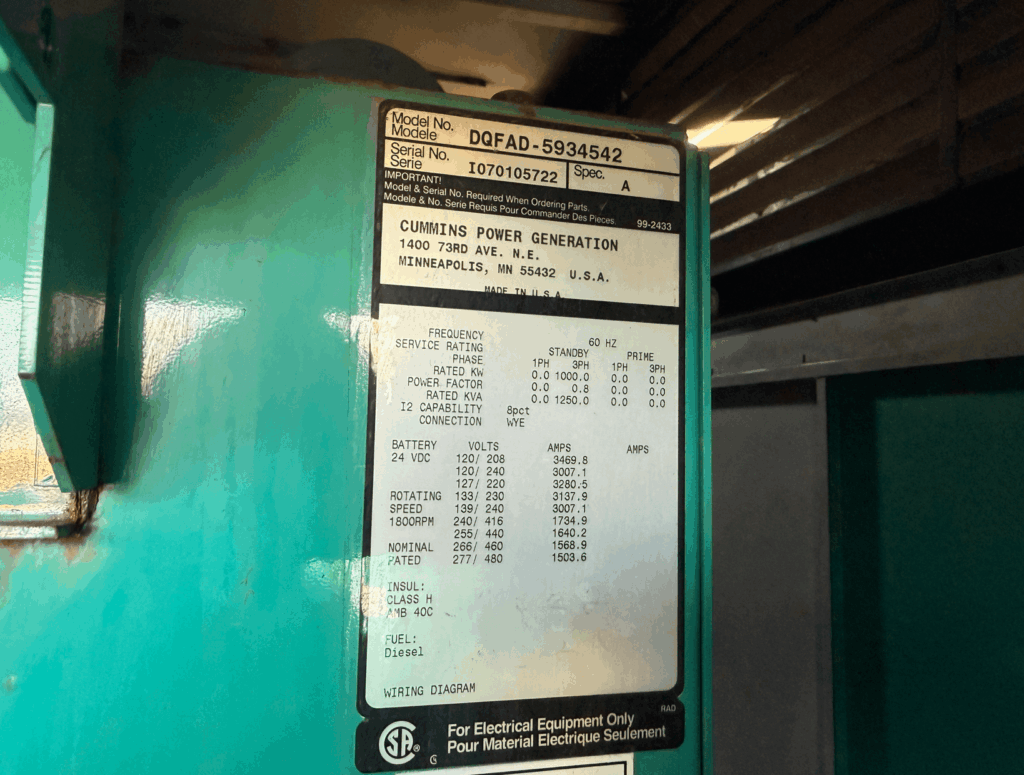 Model No.
Modele DQFAD-5934542
Serial No.
Serie I070105722 Spec. A
IMPORTANT!
Model & Serial No. Required When Ordering Parts.
Modele & No. Serie Requis Pour Commander Des Pieces. 99-2433
CUMMINS POWER GENERATION
1400 73RD AVE. N.E.
MINNEAPOLIS, MN 55432 U.S.A.
MADE IN U.S.A.
FREQUENCY 60 HZ
SERVICE RATING STANDBY PRIME
PHASE 1PH 3PH 1PH 3PH
RATED KW 0.0 1000.0 0.0 0.0
POWER FACTOR 0.0 0.8 0.0 0.0
RATED KVA 0.0 1250.0 0.0 0.0
I2 CAPABILITY 8pct
CONNECTION WYE
BATTERY VOLTS AMPS AMPS
24 VDC 120/ 208 3469.8
120/ 240 3007.1
127/ 220 3280.5
ROTATING 133/ 230 3137.9
SPEED 139/ 240 3007.1
1800RPM 240/ 416 1734.9
255/ 440 1640.2
NOMINAL 266/ 460 1568.9
RATED 277/ 480 1503.6
INSUL:
CLASS H
AMB 40C
FUEL:
Diesel
WIRING DIAGRAM
RAD
SA ® G
For Electrical Equipment Only
Pour Material Electrique Seulement